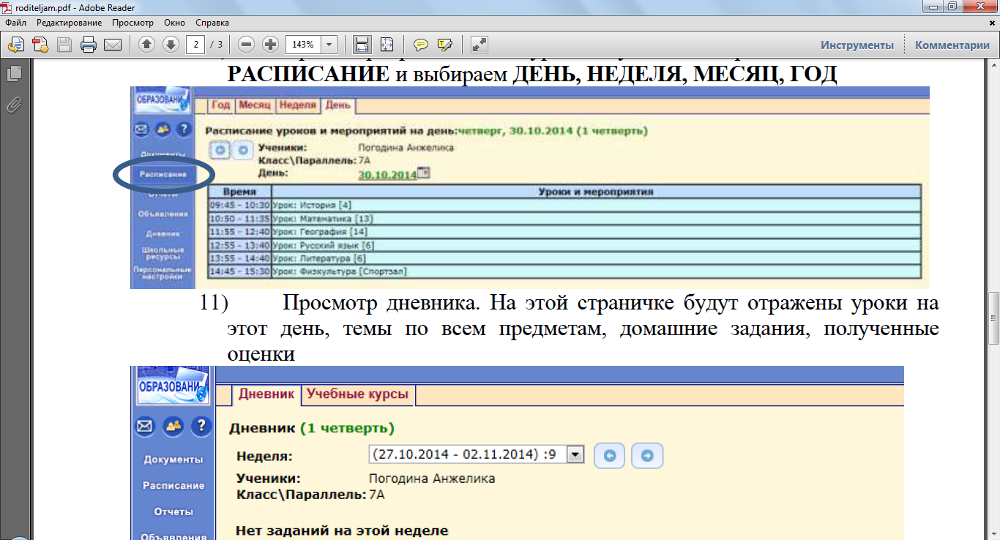 roditeljam.pdf - Adobe Reader
Файл Редактирование Просмотр Окно Справка
2 / 3 143% Инструменты Комментарии
РАСПИСАНИЕ и выбираем ДЕНЬ, НЕДЕЛЯ, МЕСЯЦ, ГОД
ОБРАЗОВАНИ
Год Месяц Неделя День
Расписание уроков и мероприятий на день:четверг, 30.10.2014 (1 четверть)
Ученики: Погодина Анжелика
Класс\Параллель: 7А
День: 30.10.2014
Документы
Расписание
Отчеты
Объявления
Дневник
Школьные ресурсы
Персональные настройки
Время Уроки и мероприятия
09:45 - 10:30 Урок: История [4]
10:50 - 11:35 Урок: Математика [13]
11:55 - 12:40 Урок: География [14]
12:55 - 13:40 Урок: Русский язык [6]
13:55 - 14:40 Урок: Литература [6]
14:45 - 15:30 Урок: Физкультура [Спортзал]
11) Просмотр дневника. На этой страничке будут отражены уроки на
этот день, темы по всем предметам, домашние задания, полученные
оценки
ОБРАЗОВАНИ
Дневник Учебные курсы
Дневник (1 четверть)
Неделя: (27.10.2014 - 02.11.2014) :9
Ученики: Погодина Анжелика
Класс\Параллель: 7А
Нет заданий на этой неделе
Документы
Расписание
Отчеты
Объявления